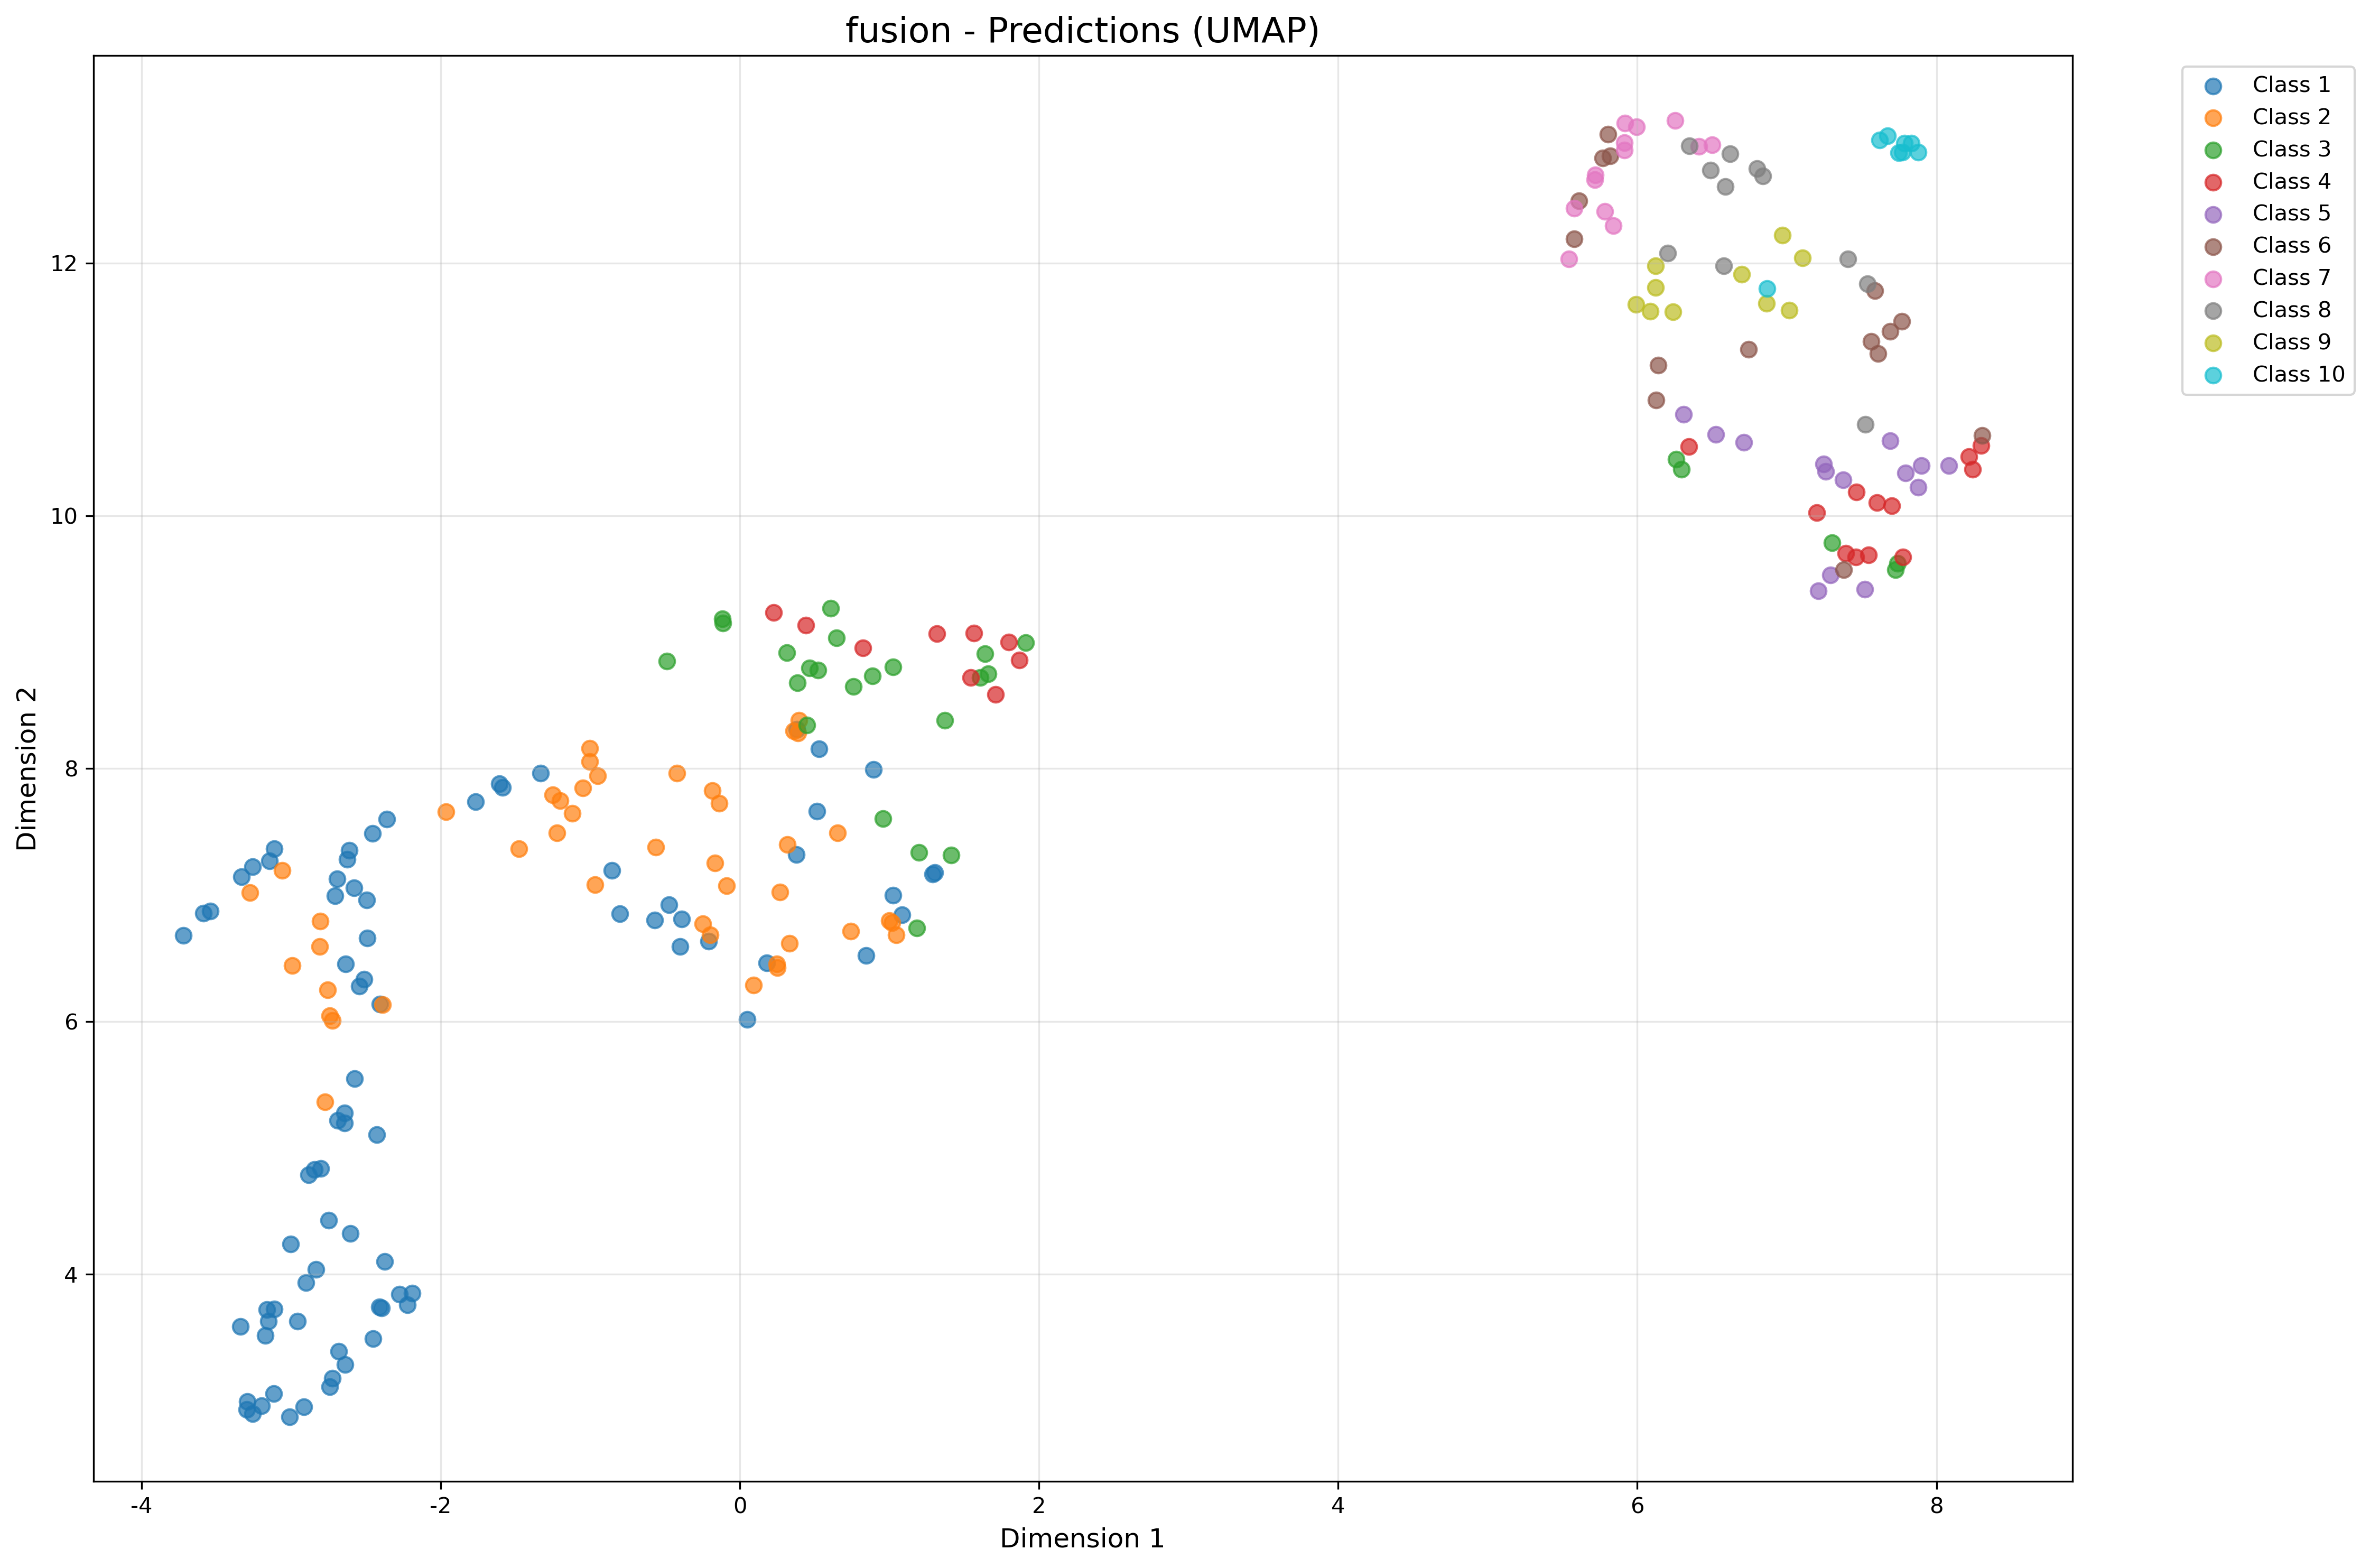 fusion - Predictions (UMAP)
Class 1
Class 2
Class 3
Class 4
Class 5
Class 6
Class 7
Class 8
Class 9
Class 10
Dimension 2
12
10
8
6
4
-4
-2
0
2
4
6
8
Dimension 1